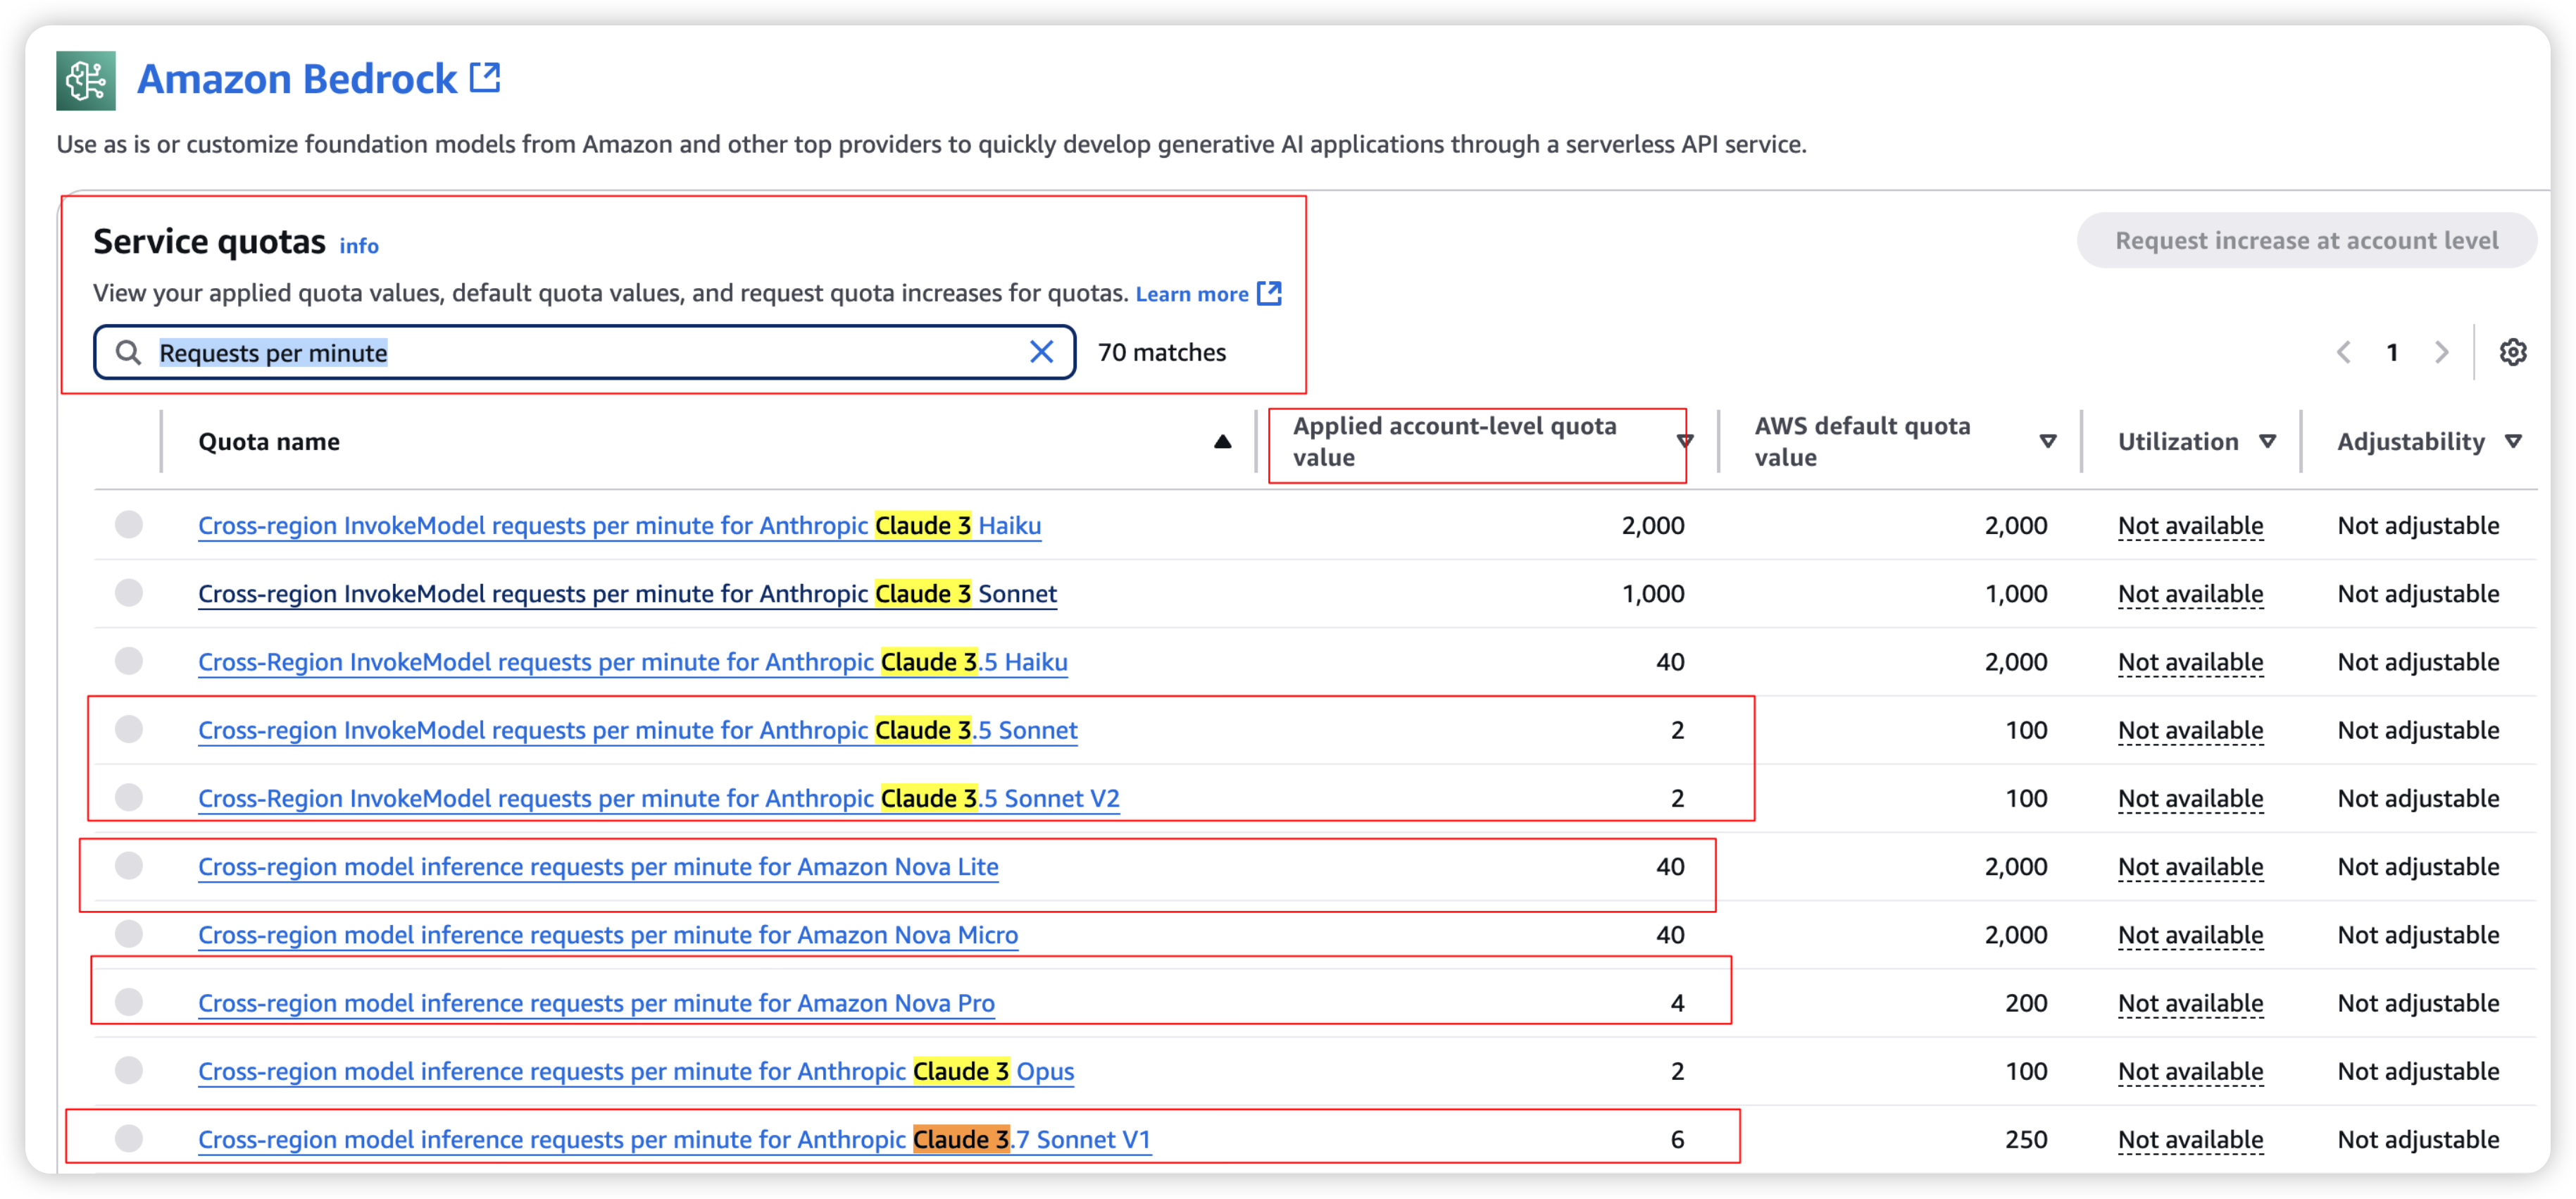 Amazon Bedrock
Use as is or customize foundation models from Amazon and other top providers to quickly develop generative AI applications through a serverless API service.
Service quotas info
Request increase at account level
View your applied quota values, default quota values, and request quota increases for quotas. Learn more
Requests per minute 70 matches 1
Quota name Applied account-level quota value AWS default quota value Utilization Adjustability
Cross-region InvokeModel requests per minute for Anthropic Claude 3 Haiku 2,000 2,000 Not available Not adjustable
Cross-region InvokeModel requests per minute for Anthropic Claude 3 Sonnet 1,000 1,000 Not available Not adjustable
Cross-Region InvokeModel requests per minute for Anthropic Claude 3.5 Haiku 40 2,000 Not available Not adjustable
Cross-region InvokeModel requests per minute for Anthropic Claude 3.5 Sonnet 2 100 Not available Not adjustable
Cross-Region InvokeModel requests per minute for Anthropic Claude 3.5 Sonnet V2 2 100 Not available Not adjustable
Cross-region model inference requests per minute for Amazon Nova Lite 40 2,000 Not available Not adjustable
Cross-region model inference requests per minute for Amazon Nova Micro 40 2,000 Not available Not adjustable
Cross-region model inference requests per minute for Amazon Nova Pro 4 200 Not available Not adjustable
Cross-region model inference requests per minute for Anthropic Claude 3 Opus 2 100 Not available Not adjustable
Cross-region model inference requests per minute for Anthropic Claude 3.7 Sonnet V1 6 250 Not available Not adjustable